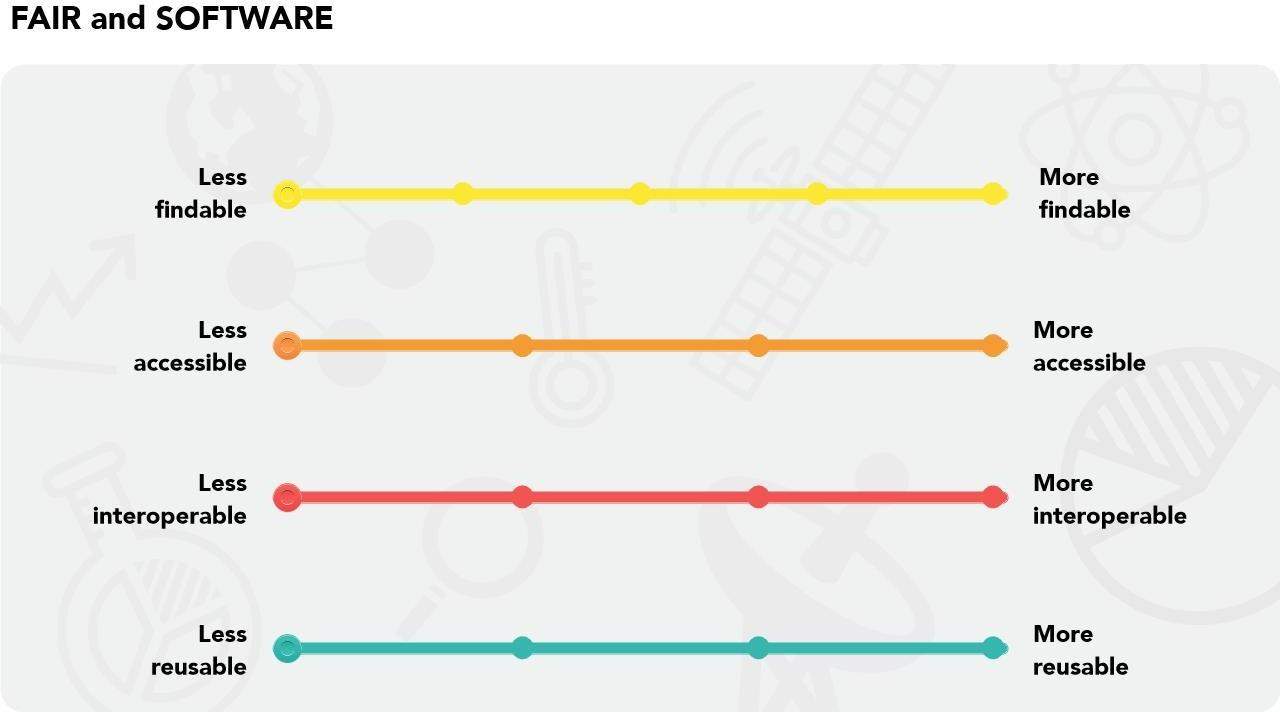 FAIR and SOFTWARE
Less
findable
More
findable
Less
accessible
More
accessible
Less
interoperable
More
interoperable
Less
reusable
More
reusable